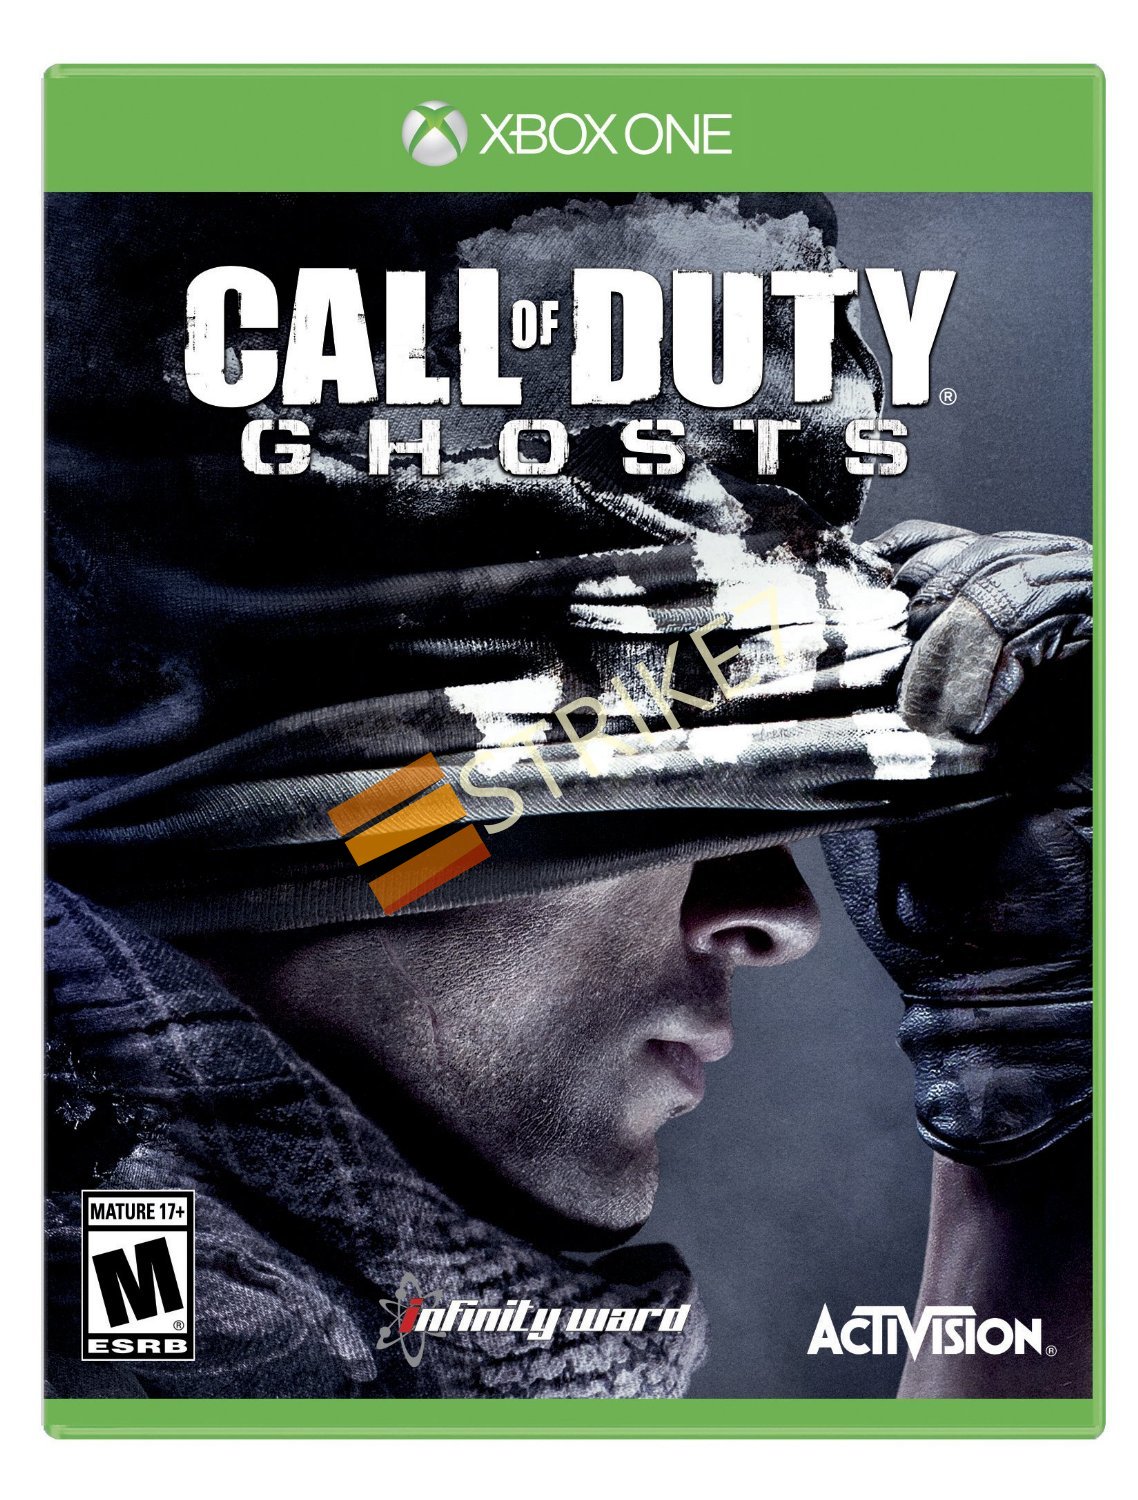 XBOX ONE
CALL OF DUTY®
GHOSTS
STRIKE7
MATURE 17+
M®
ESRB
infinity ward
ACTIVISION®